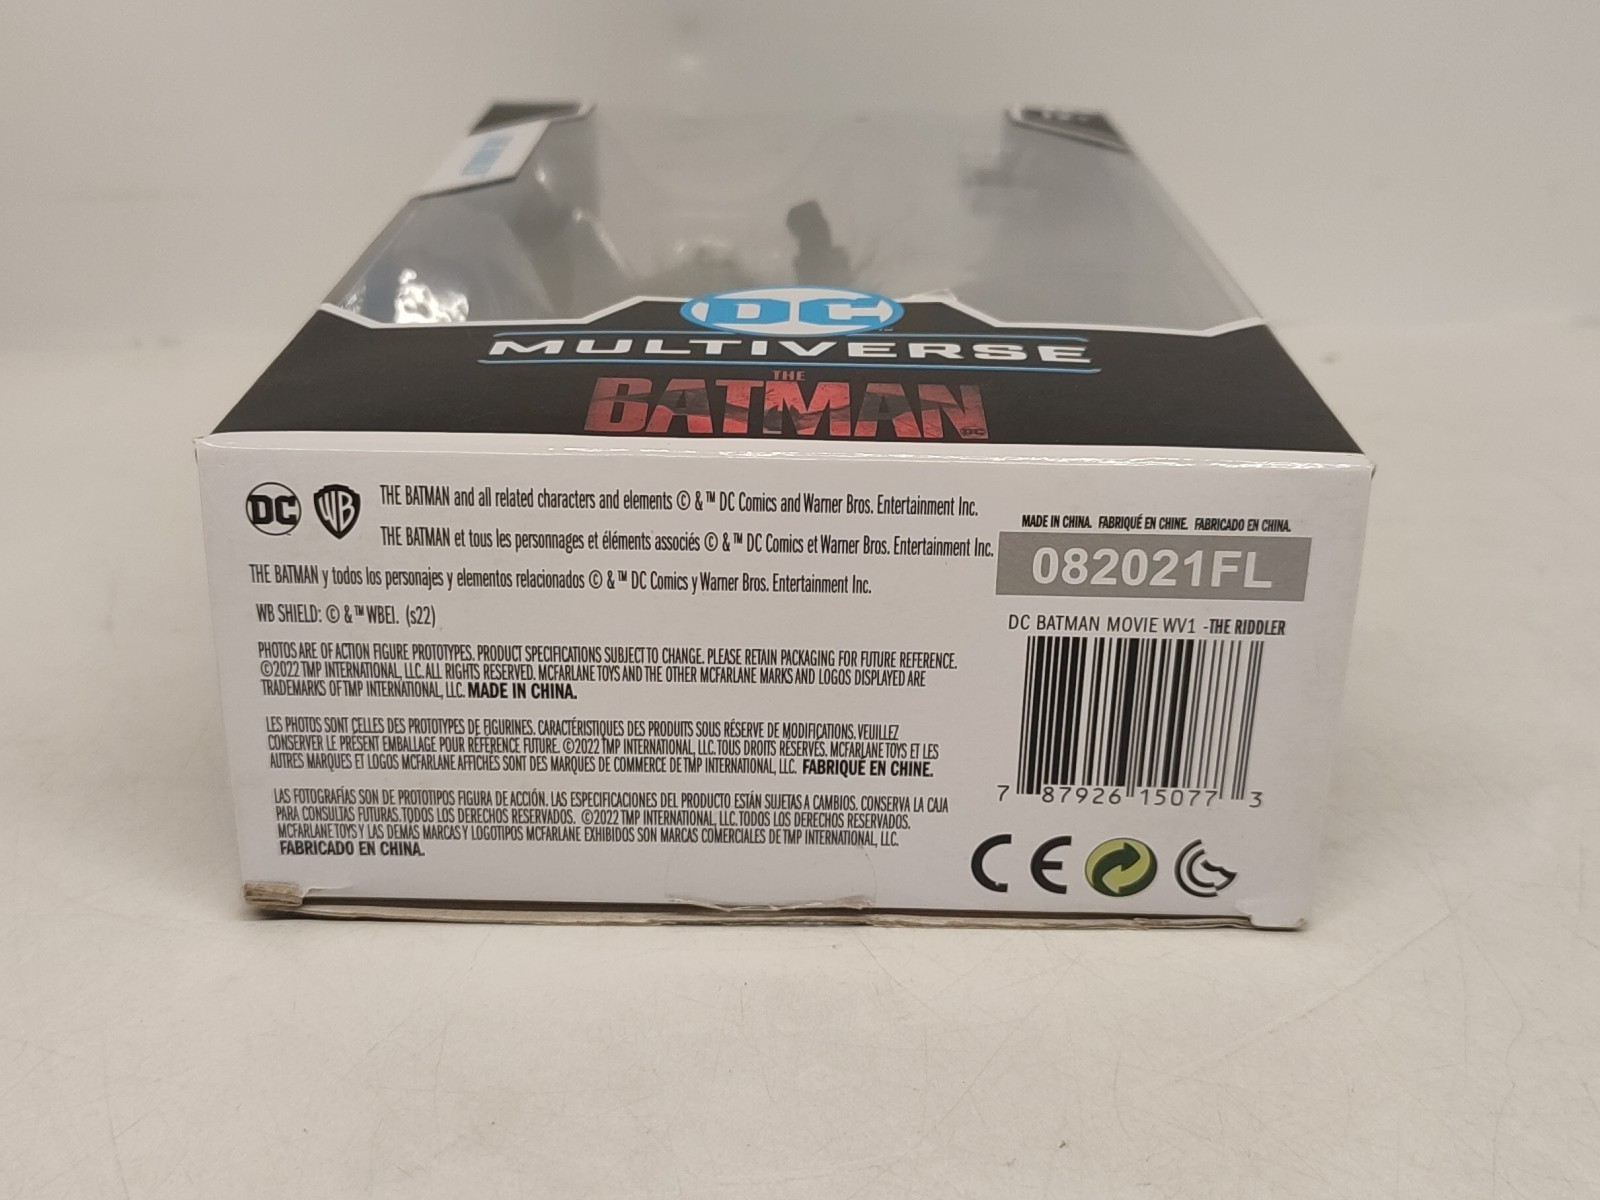 DC
MULTIVERSE
THE
BATMAN
DC
DC
WB
THE BATMAN and all related characters and elements © & ™ DC Comics and Warner Bros. Entertainment Inc.
THE BATMAN et tous les personnages et éléments associés © & ™ DC Comics et Warner Bros. Entertainment Inc.
THE BATMAN y todos los personajes y elementos relacionados © & ™ DC Comics y Warner Bros. Entertainment Inc.
WB SHIELD: © & ™ WBEI. (s22)
PHOTOS ARE OF ACTION FIGURE PROTOTYPES. PRODUCT SPECIFICATIONS SUBJECT TO CHANGE. PLEASE RETAIN PACKAGING FOR FUTURE REFERENCE.
©2022 TMP INTERNATIONAL, LLC. ALL RIGHTS RESERVED. MCFARLANE TOYS AND THE OTHER MCFARLANE MARKS AND LOGOS DISPLAYED ARE
TRADEMARKS OF TMP INTERNATIONAL, LLC. MADE IN CHINA.
LES PHOTOS SONT CELLES DES PROTOTYPES DE FIGURINES. CARACTÉRISTIQUES DES PRODUITS SOUS RÉSERVE DE MODIFICATIONS. VEUILLEZ
CONSERVER LE PRÉSENT EMBALLAGE POUR RÉFÉRENCE FUTURE. ©2022 TMP INTERNATIONAL, LLC. TOUS DROITS RÉSERVÉS. MCFARLANE TOYS ET LES
AUTRES MARQUES ET LOGOS MCFARLANE AFFICHÉS SONT DES MARQUES DE COMMERCE DE TMP INTERNATIONAL, LLC. FABRIQUÉ EN CHINE.
LAS FOTOGRAFÍAS SON DE PROTOTIPOS FIGURA DE ACCIÓN. LAS ESPECIFICACIONES DEL PRODUCTO ESTÁN SUJETAS A CAMBIOS. CONSERVA LA CAJA
PARA CONSULTAS FUTURAS. TODOS LOS DERECHOS RESERVADOS. ©2022 TMP INTERNATIONAL, LLC. TODOS LOS DERECHOS RESERVADOS.
MCFARLANE TOYS Y LAS DEMÁS MARCAS Y LOGOTIPOS MCFARLANE EXHIBIDOS SON MARCAS COMERCIALES DE TMP INTERNATIONAL, LLC.
FABRICADO EN CHINA.
MADE IN CHINA. FABRIQUÉ EN CHINE. FABRICADO EN CHINA.
082021FL
DC BATMAN MOVIE WV1 -THE RIDDLER
7 87926 15077 3
CE